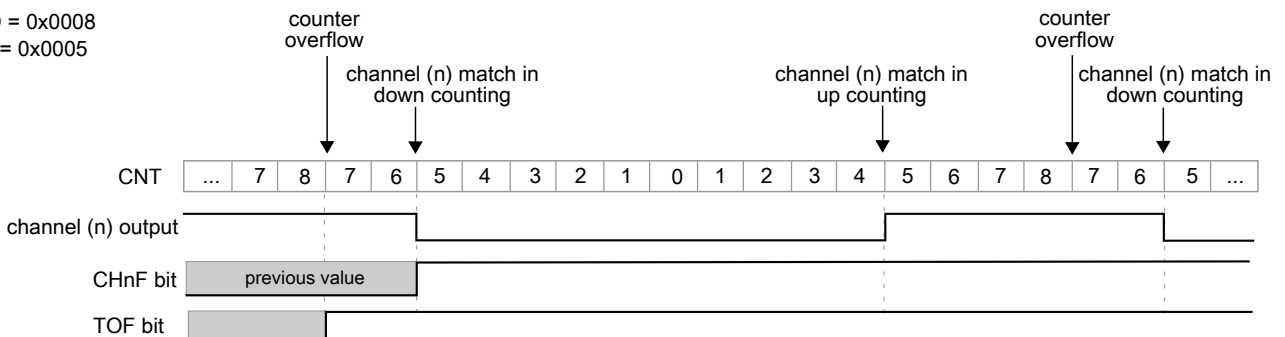 = 0x0008
= 0x0005
counter
overflow
channel (n) match in
down counting
channel (n) match in
up counting
counter
overflow
channel (n) match in
down counting
CNT ... 7 8 7 6 5 4 3 2 1 0 1 2 3 4 5 6 7 8 7 6 5 ...
channel (n) output
CHnF bit previous value
TOF bit